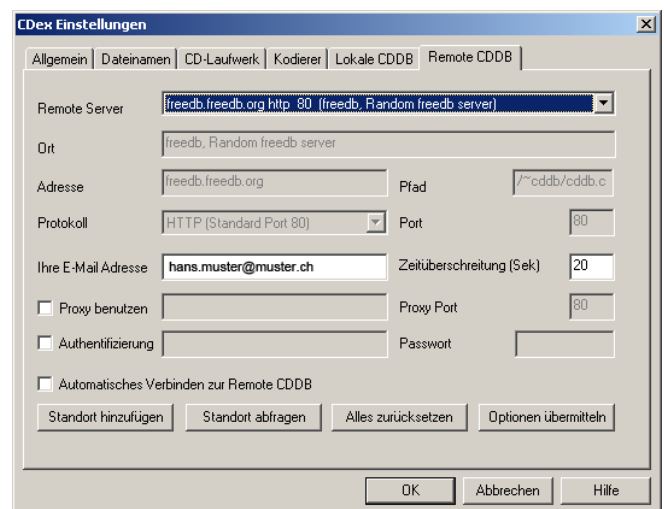 CDex Einstellungen
Allgemein Dateinamen CD-Laufwerk Kodierer Lokale CDDB Remote CDDB
Remote Server freedb.freedb.org http 80 (freedb, Random freedb server)
Ort freedb, Random freedb server
Adresse freedb.freedb.org Pfad /~cddb/cddb.c
Protokoll HTTP (Standard Port 80) Port 80
Ihre E-Mail Adresse hans.muster@muster.ch Zeitüberschreitung (Sek) 20
Proxy benutzen Proxy Port 80
Authentifizierung Passwort
Automatisches Verbinden zur Remote CDDB
Standort hinzufügen Standort abfragen Alles zurücksetzen Optionen übermitteln
OK Abbrechen Hilfe